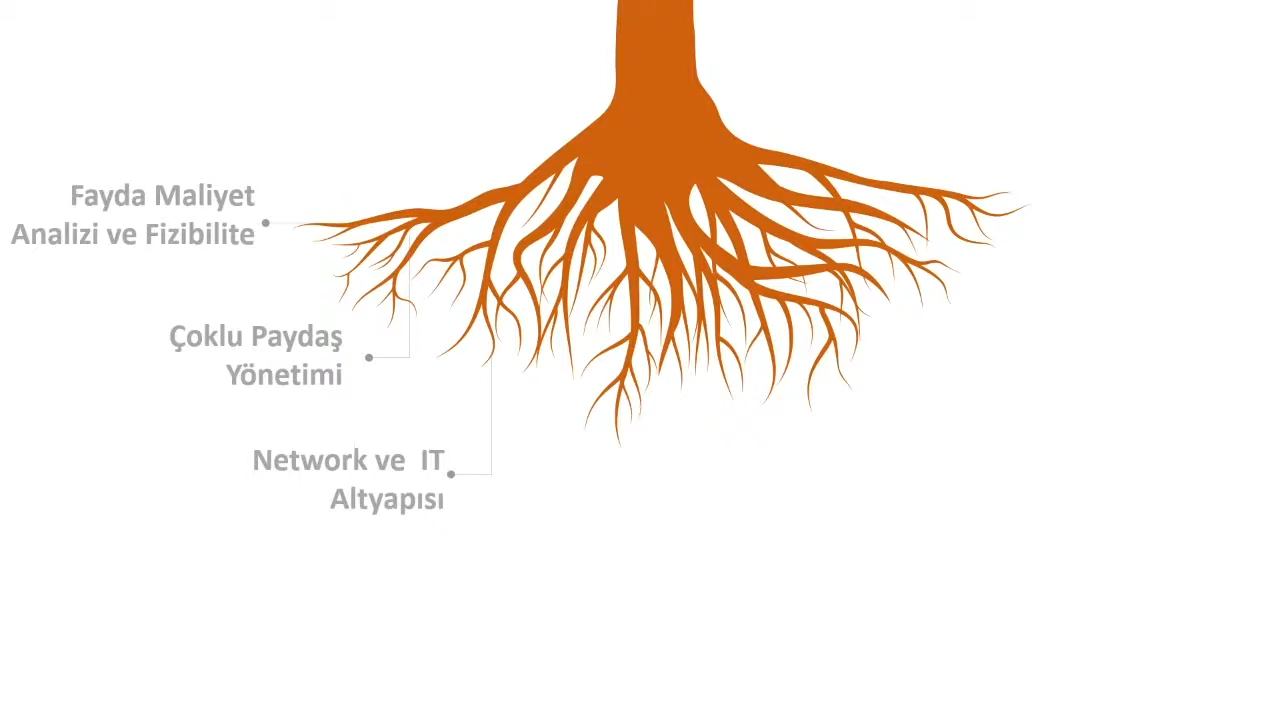 Fayda Maliyet
Analizi ve Fizibilite
Çoklu Paydaş
Yönetimi
Network ve  IT
Altyapısı